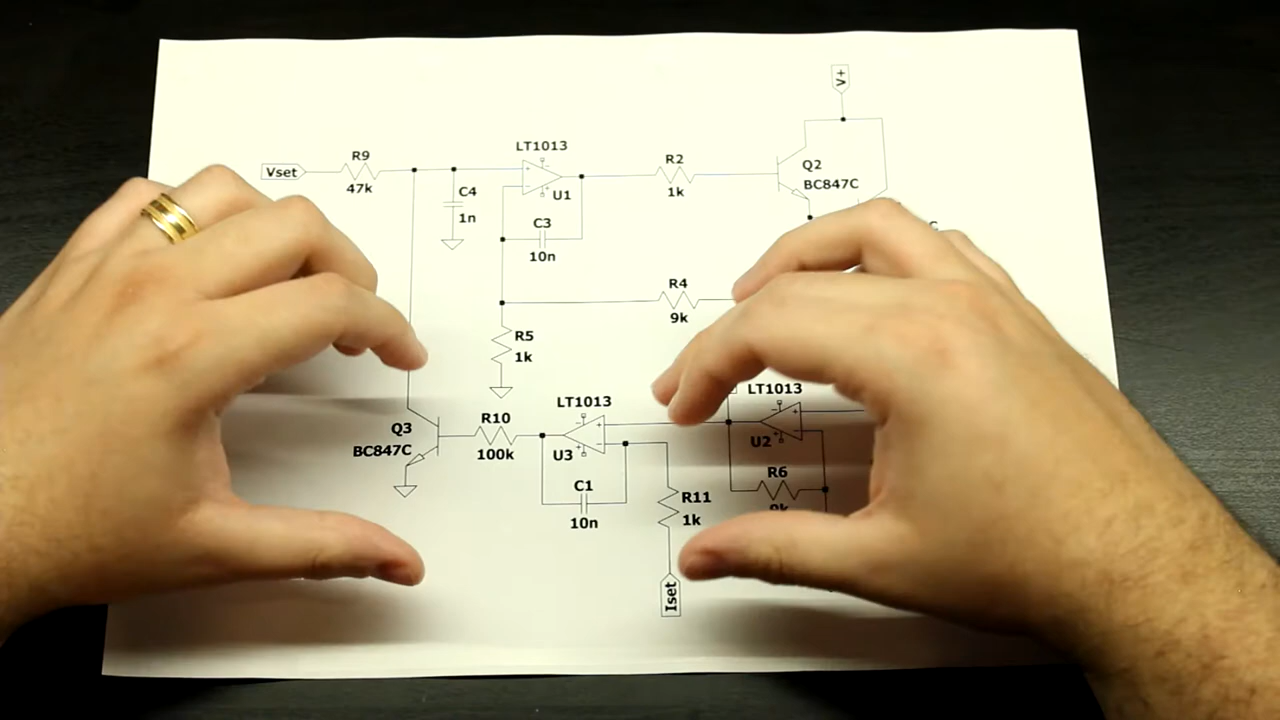 V+
LT1013
R9
Vset
47k
C4
1n
U1
C3
10n
R2
1k
Q2
BC847C
C
R4
9k
R5
1k
LT1013
U2
R6
LT1013
U3
R10
100k
Q3
BC847C
C1
10n
R11
1k
Iset